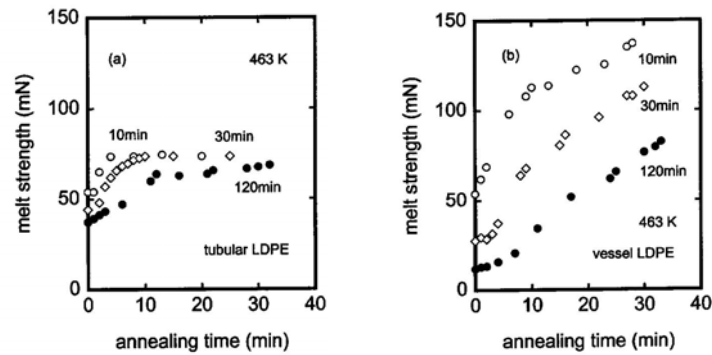 150
(a)
463 K
100
10min
30min
50
120min
tubular LDPE
0
0 10 20 30 40
annealing time (min)
melt strength (mN)
150
(b)
10min
100
30min
120min
50
463 K
vessel LDPE
0
0 10 20 30 40
annealing time (min)
melt strength (mN)